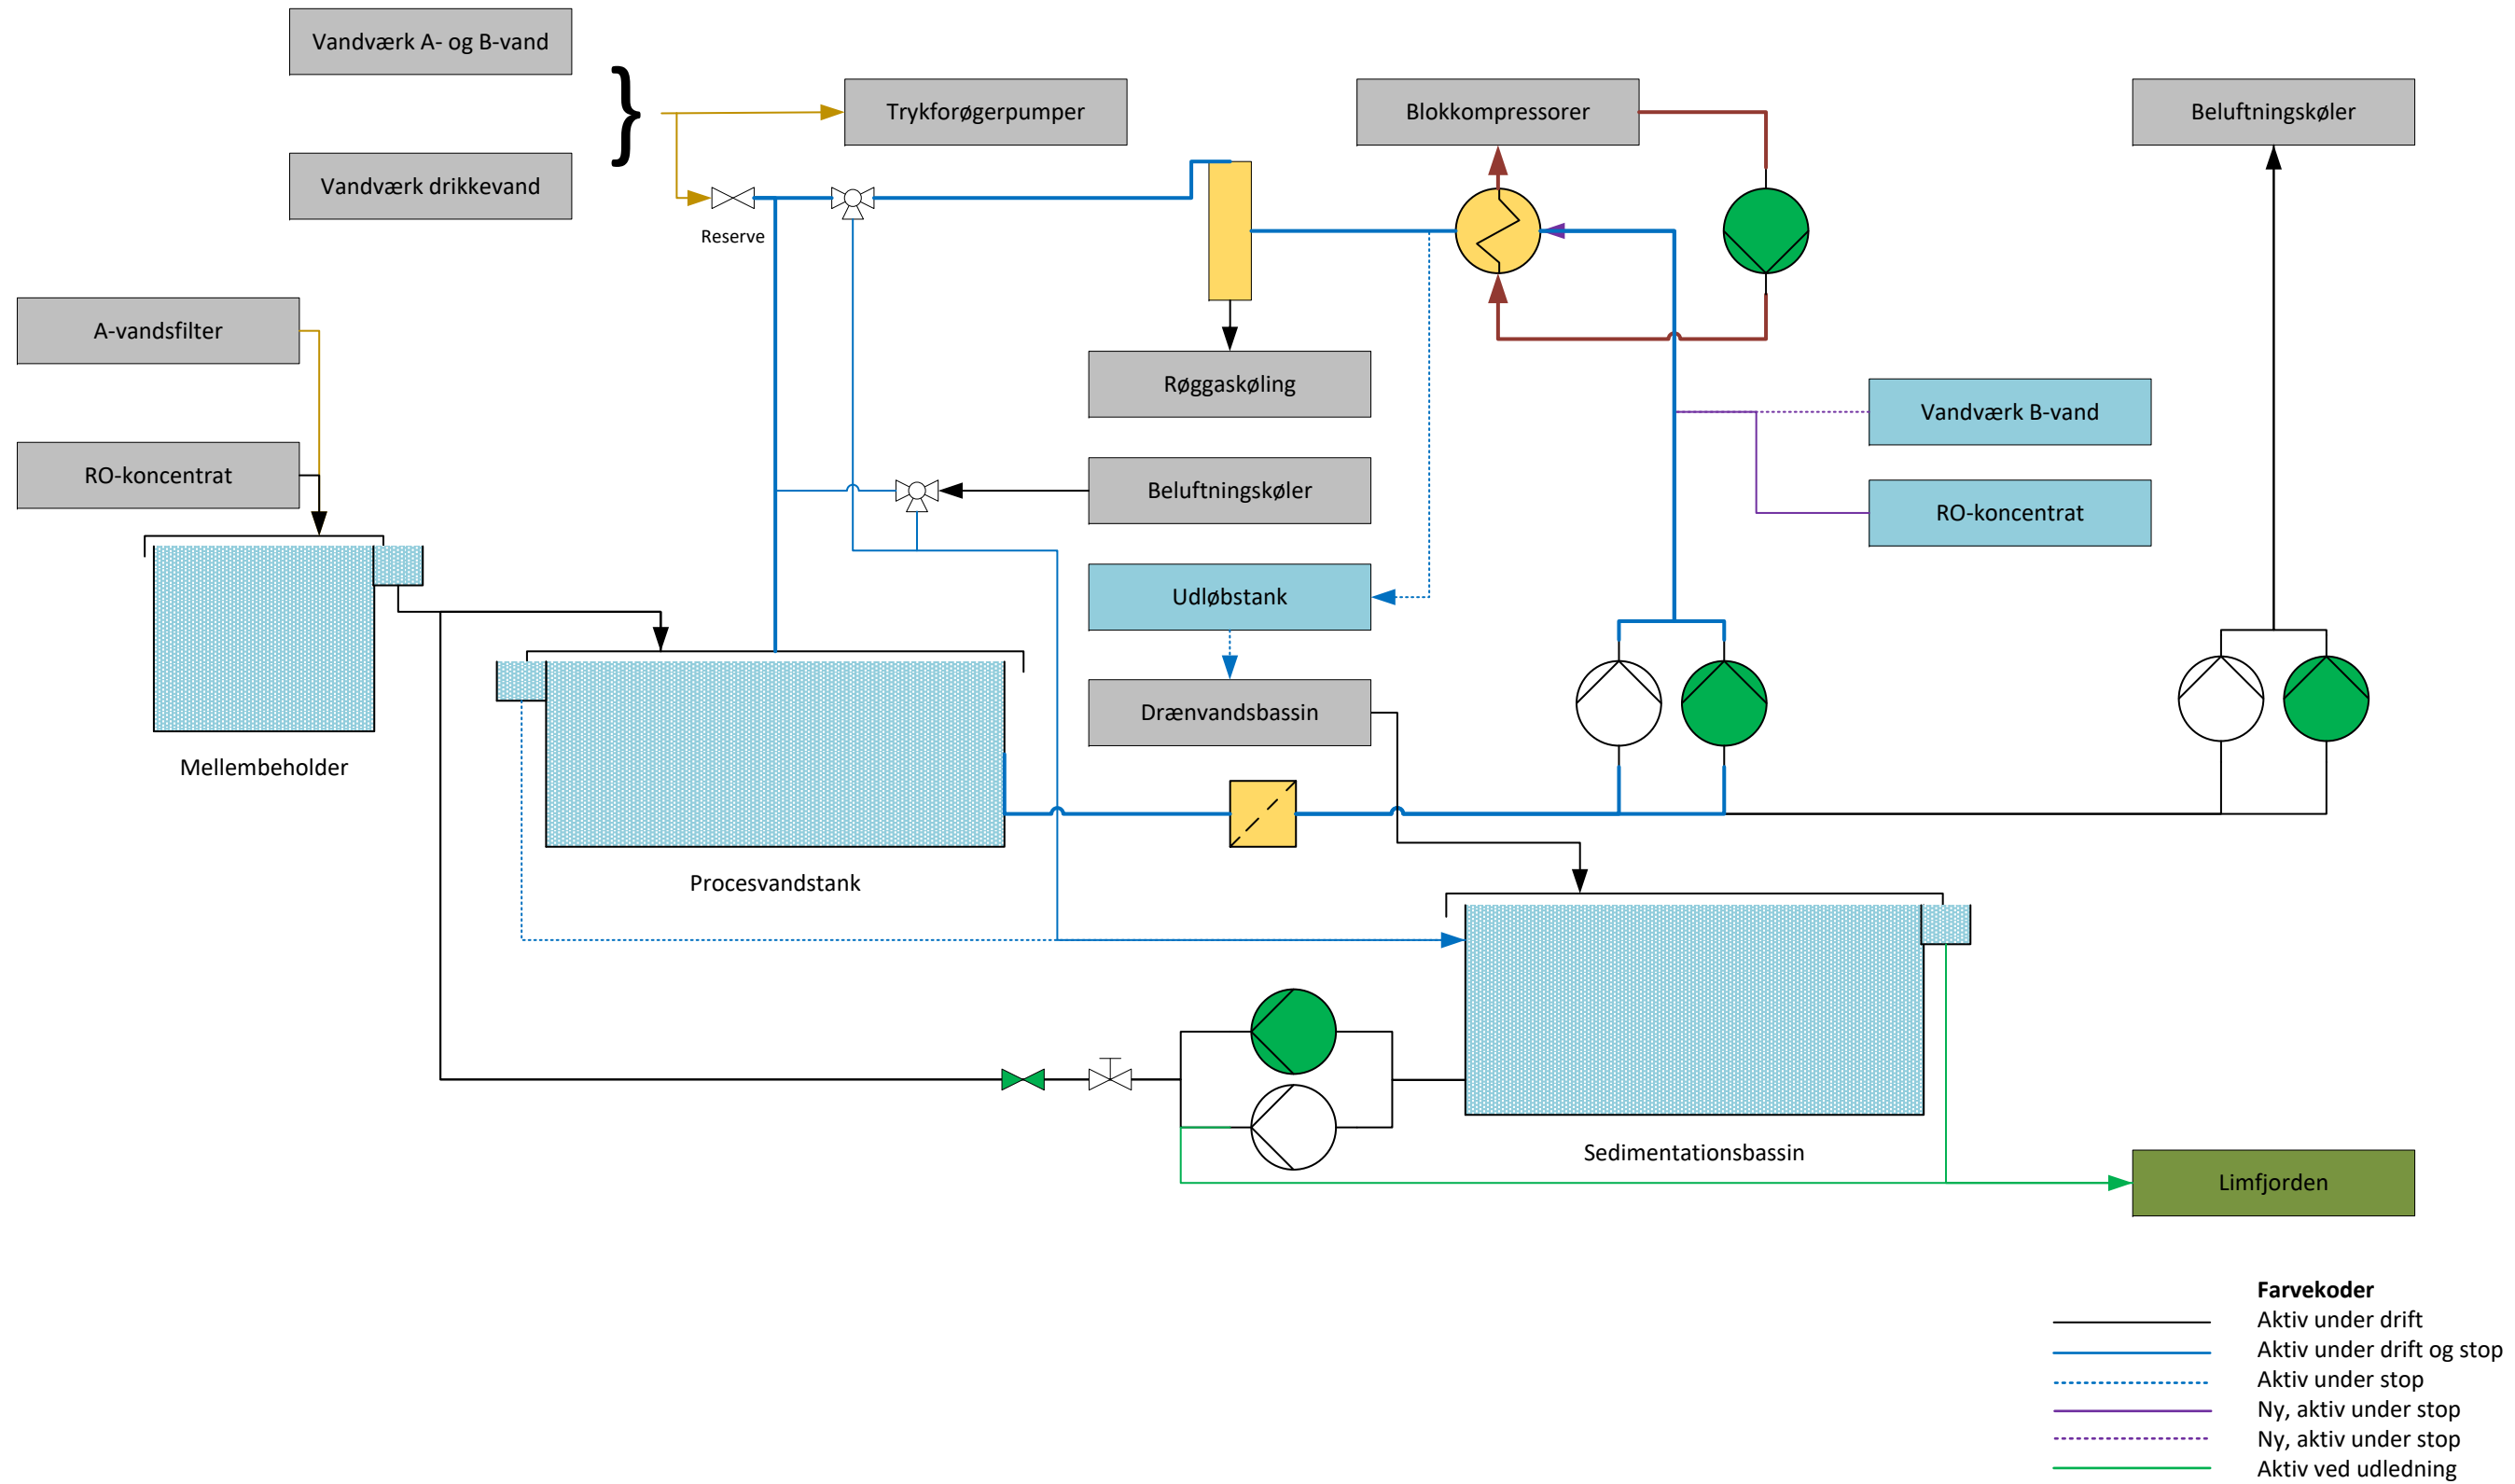 Vandværk A- og B-vand
Trykforøgerpumper
Blokkompressorer
Beluftningskøler
}
Vandværk drikkevand
Reserve
A-vandsfilter
Røggaskøling
Vandværk B-vand
RO-koncentrat
Beluftningskøler
RO-koncentrat
Udløbstank
Drænvandsbassin
Mellembeholder
Procesvandstank
Sedimentationsbassin
Limfjorden
Farvekoder
Aktiv under drift
Aktiv under drift og stop
Aktiv under stop
Ny, aktiv under stop
Ny, aktiv under stop
Aktiv ved udledning